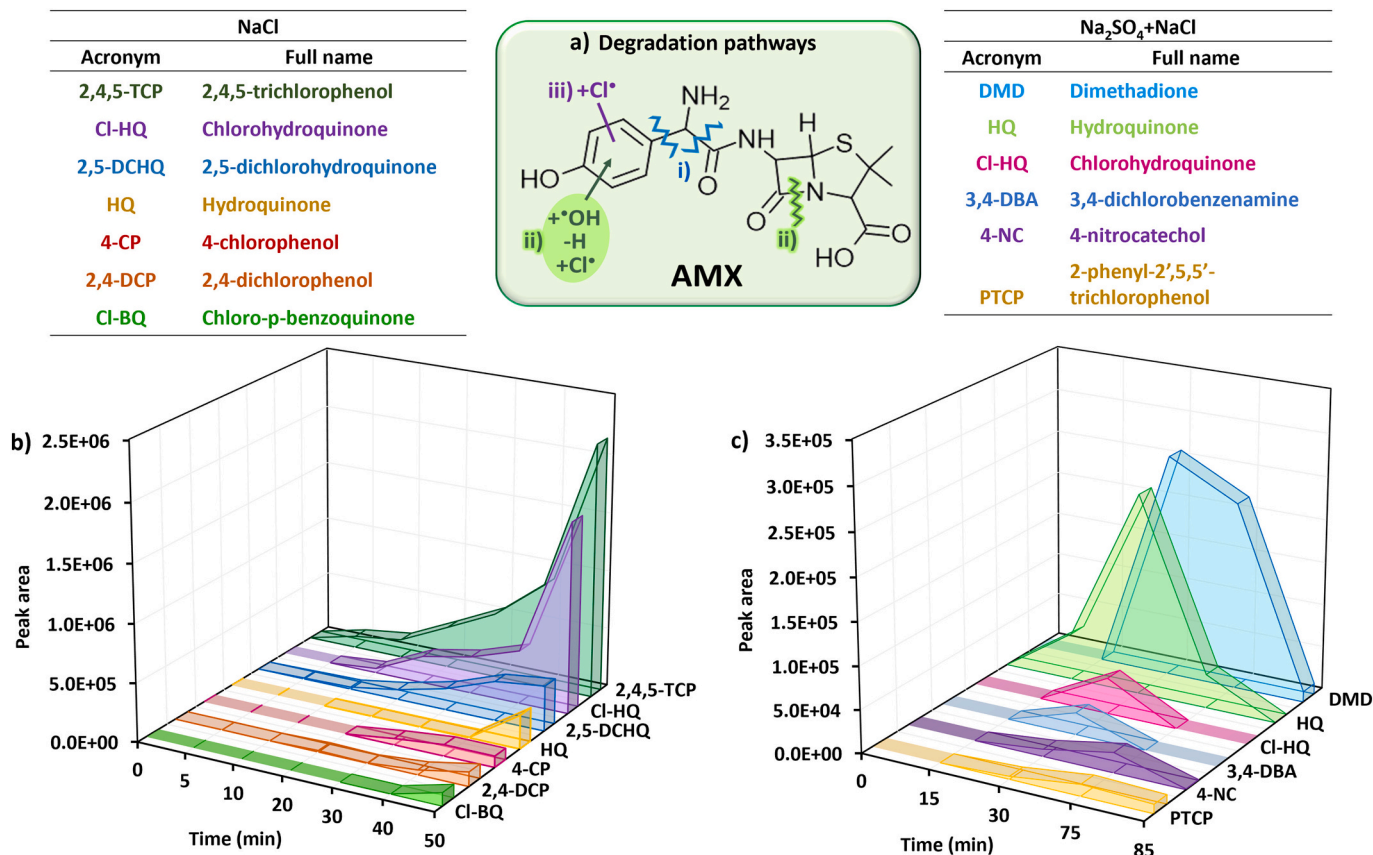 NaCl
Acronym Full name
2,4,5-TCP 2,4,5-trichlorophenol
Cl-HQ Chlorohydroquinone
2,5-DCHQ 2,5-dichlorohydroquinone
HQ Hydroquinone
4-CP 4-chlorophenol
2,4-DCP 2,4-dichlorophenol
Cl-BQ Chloro-p-benzoquinone
a) Degradation pathways
iii) +Cl•
NH₂
i)
NH
H
S
O
HO
N
O
+•OH
ii) -H
+Cl•
ii)
O
HO
AMX
Na₂SO₄+NaCl
Acronym Full name
DMD Dimethadione
HQ Hydroquinone
Cl-HQ Chlorohydroquinone
3,4-DBA 3,4-dichlorobenzenamine
4-NC 4-nitrocatechol
2-phenyl-2',5,5'-
PTCP trichlorophenol
b)
Peak area
2.5E+06
2.0E+06
1.5E+06
1.0E+06
5.0E+05
0.0E+00
0
5
10
20
30
40
50
Time (min)
2,4,5-TCP
Cl-HQ
2,5-DCHQ
HQ
4-CP
2,4-DCP
Cl-BQ
c)
Peak area
3.5E+05
3.0E+05
2.5E+05
2.0E+05
1.5E+05
1.0E+05
5.0E+04
0.0E+00
0
15
30
75
85
Time (min)
DMD
HQ
Cl-HQ
3,4-DBA
4-NC
PTCP